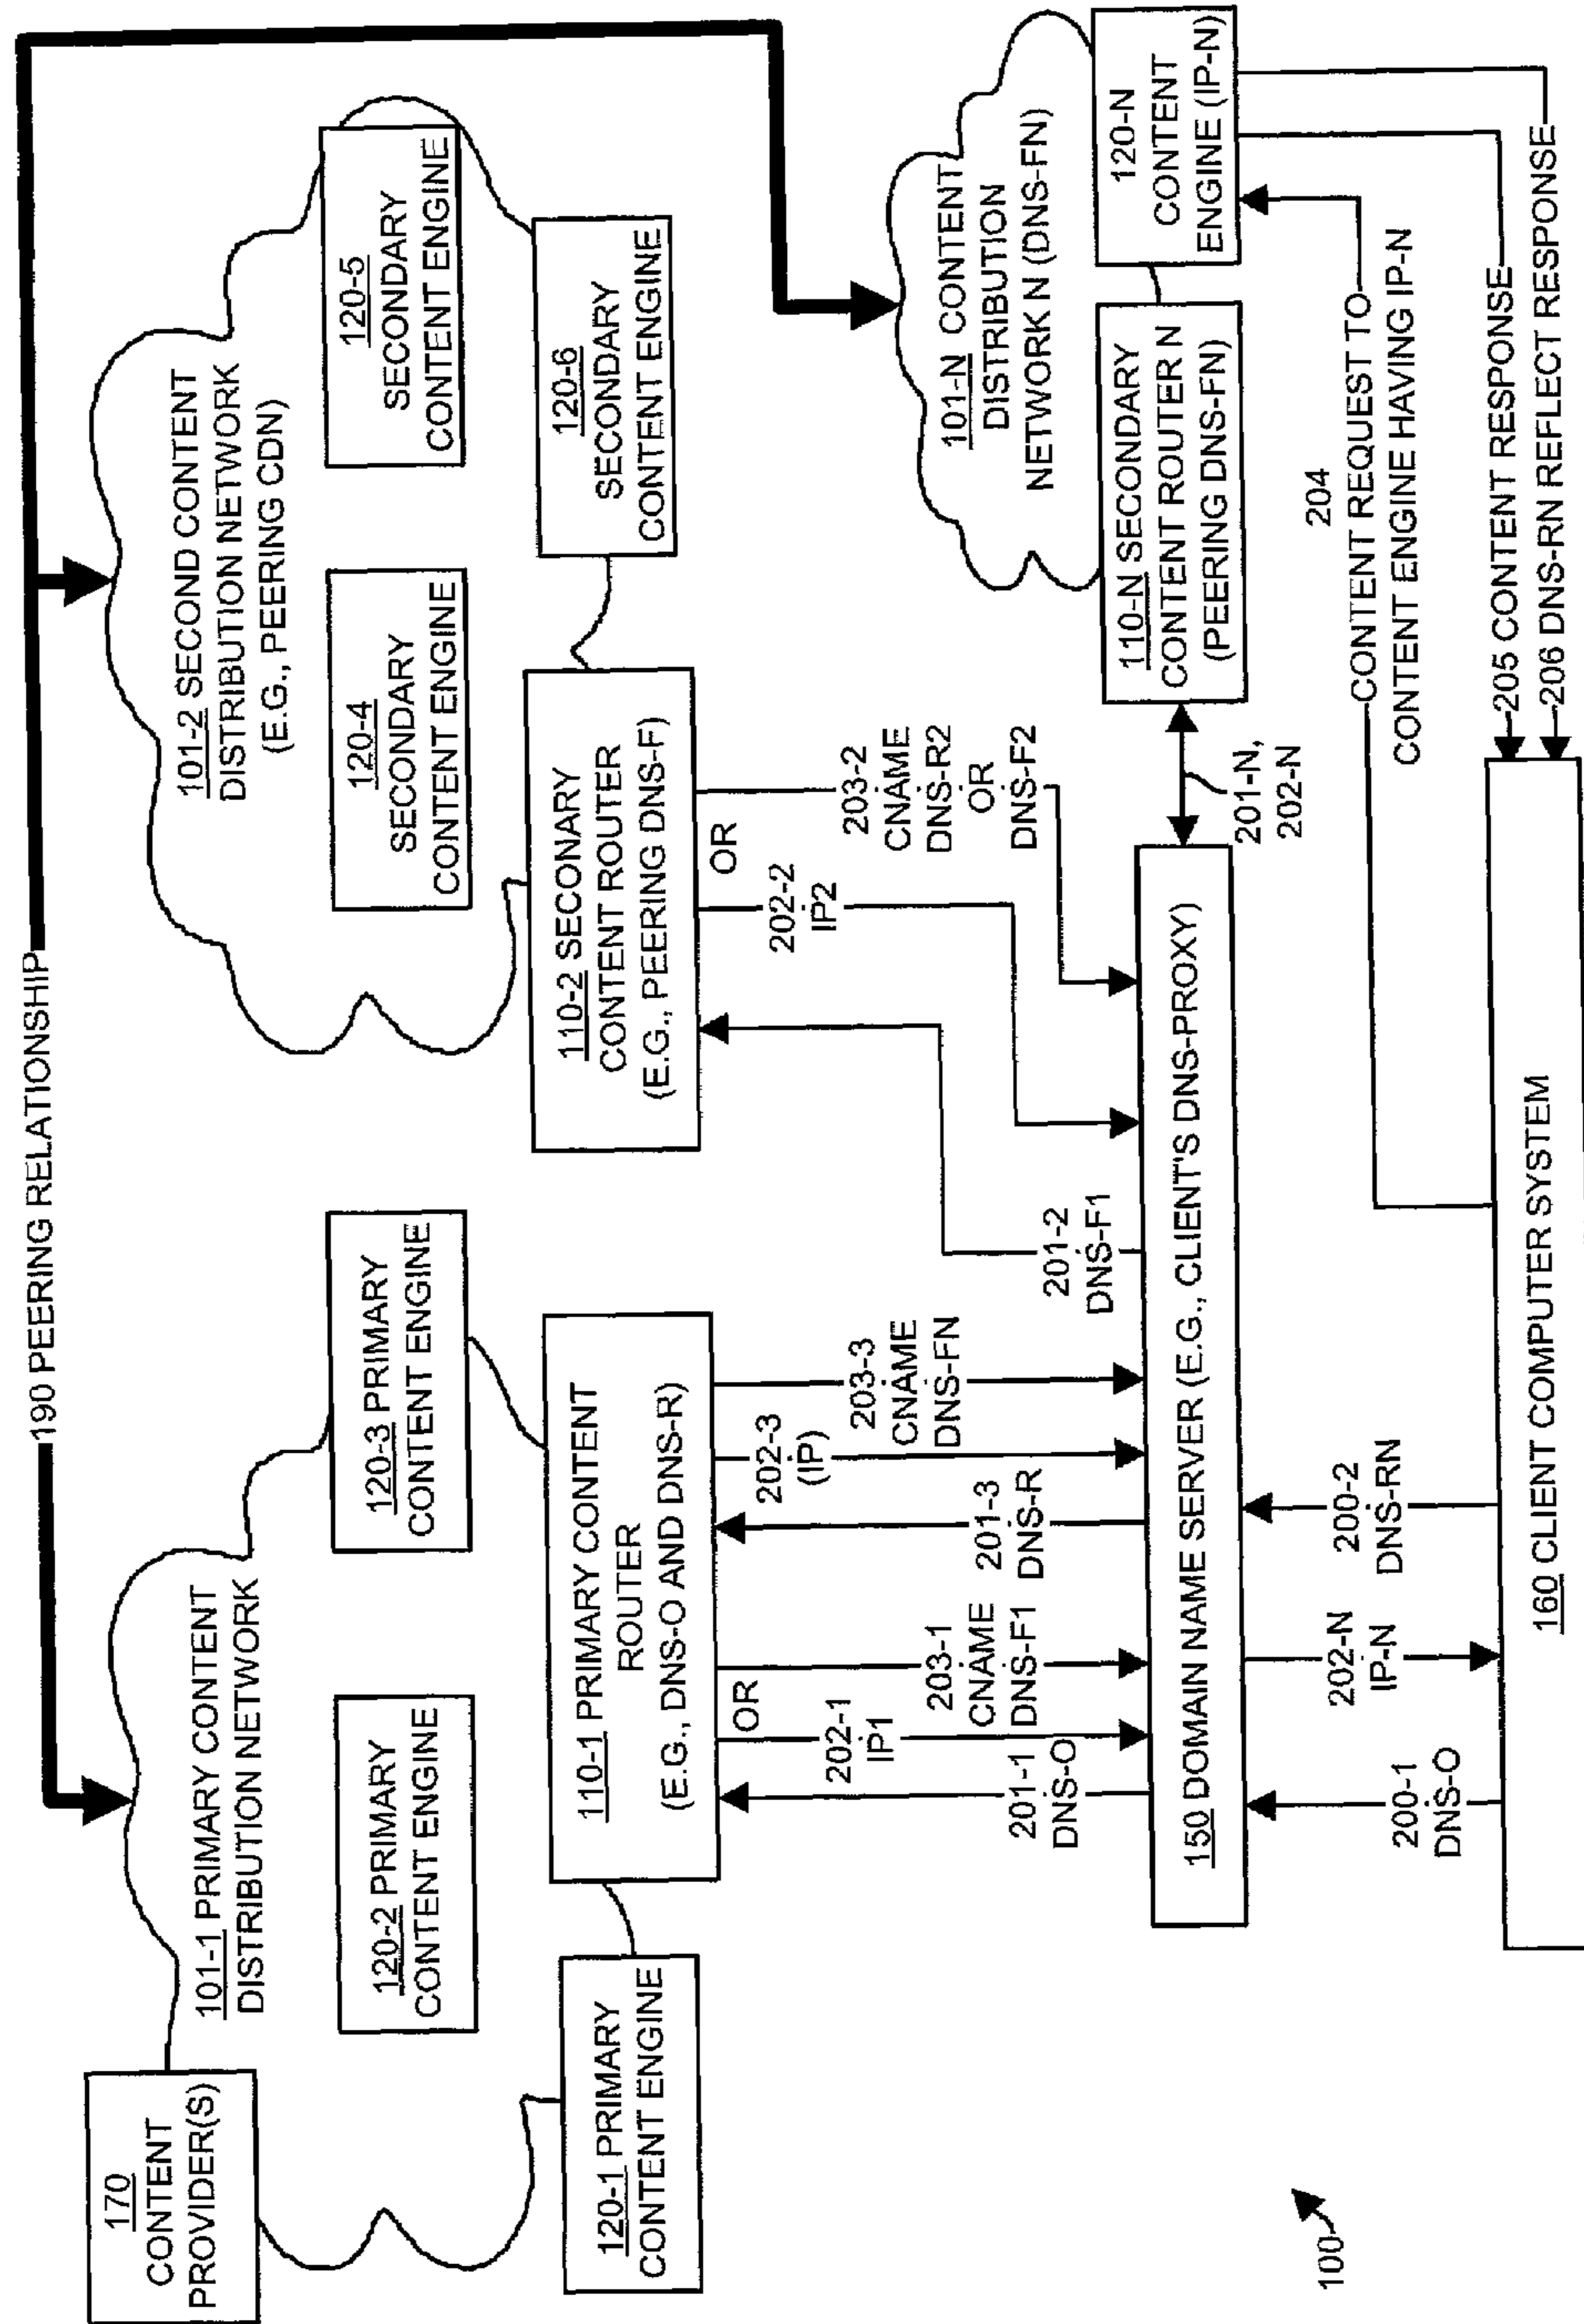 190 PEERING RELATIONSHIP
170
CONTENT
PROVIDER(S)
101-1 PRIMARY CONTENT
DISTRIBUTION NETWORK
120-1 PRIMARY
CONTENT ENGINE
120-2 PRIMARY
CONTENT ENGINE
120-3 PRIMARY
CONTENT ENGINE
110-1 PRIMARY CONTENT
ROUTER
(E.G., DNS-O AND DNS-R)
101-2 SECOND CONTENT
DISTRIBUTION NETWORK
(E.G., PEERING CDN)
120-4
SECONDARY
CONTENT ENGINE
120-5
SECONDARY
CONTENT ENGINE
120-6
SECONDARY
CONTENT ENGINE
110-2 SECONARY
CONTENT ROUTER
(E.G., PEERING DNS-F)
101-N CONTENT
DISTRIBUTION
NETWORK N (DNS-FN)
110-N SECONDARY
CONTENT ROUTER N
(PEERING DNS-FN)
120-N
CONTENT
ENGINE (IP-N)
201-1
DNS-O
OR
202-1
IP1
203-1
CNAME
DNS-F1
201-3
DNS-R
202-3
(IP)
203-3
CNAME
DNS-FN
201-2
DNS-F1
OR
202-2
IP2
203-2
CNAME
DNS-R2
OR
DNS-F2
201-N,
202-N
150 DOMAIN NAME SERVER (E.G., CLIENT'S DNS-PROXY)
200-1
DNS-O
202-N
IP-N
200-2
DNS-RN
204
CONTENT REQUEST TO
CONTENT ENGINE HAVING IP-N
205 CONTENT RESPONSE
206 DNS-RN REFLECT RESPONSE
160 CLIENT COMPUTER SYSTEM
100